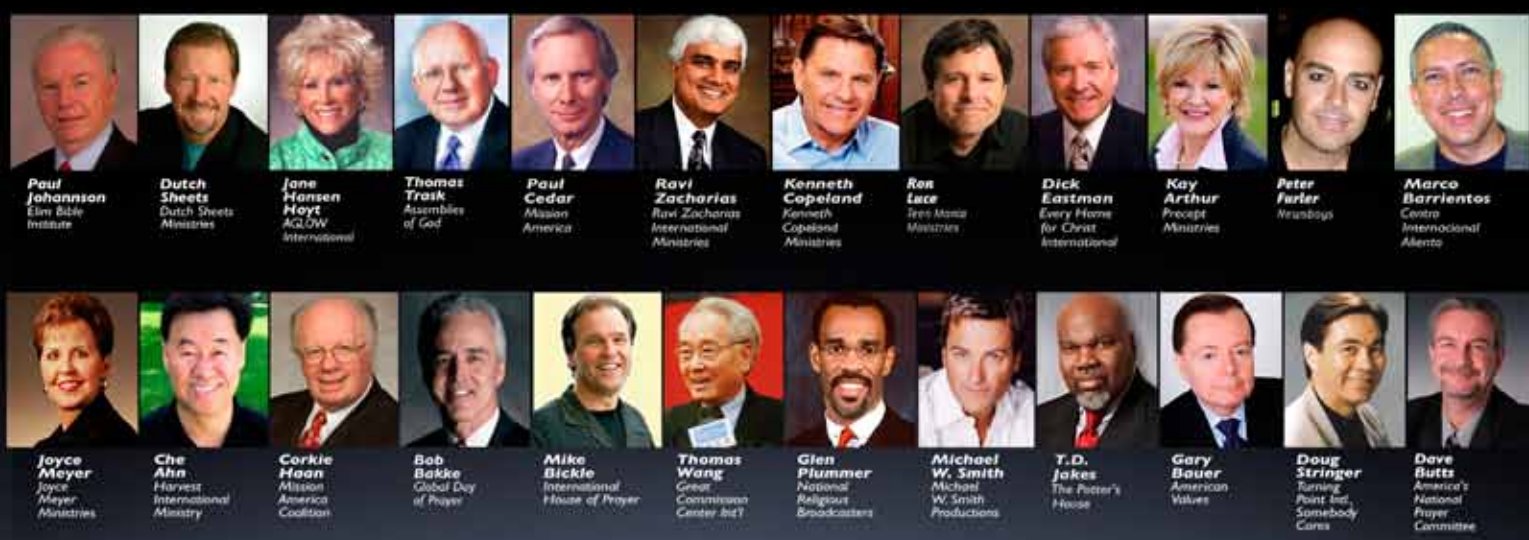 Paul
Johannson
Elim Bible
Institute
Dutch
Sheets
Dutch Sheets
Ministries
Jane
Hansen
Hoyt
AGLOW
International
Thomas
Trask
Assemblies
of God
Paul
Cedar
Mission
America
Ravi
Zacharias
Ravi Zacharias
International
Ministries
Kenneth
Copeland
Kenneth
Copeland
Ministries
Ron
Luce
Teen Mania
Ministries
Dick
Eastman
Every Home
for Christ
International
Kay
Arthur
Precept
Ministries
Peter
Furler
Newsboys
Marco
Barrientos
Centro
Internacional
Aliento
Joyce
Meyer
Joyce
Meyer
Ministries
Che
Ahn
Harvest
International
Ministry
Corkie
Haan
Mission
America
Coalition
Bob
Bakke
Global Day
of Prayer
Mike
Bickle
International
House of Prayer
Thomas
Wang
Great
Commission
Center Int'l
Glen
Plummer
National
Religious
Broadcasters
Michael
W. Smith
Michael
W. Smith
Productions
T.D.
Jakes
The Potter's
House
Gary
Bauer
American
Values
Doug
Stringer
Turning
Point Intl.
Somebody
Cares
Dave
Butts
America's
National
Prayer
Committee